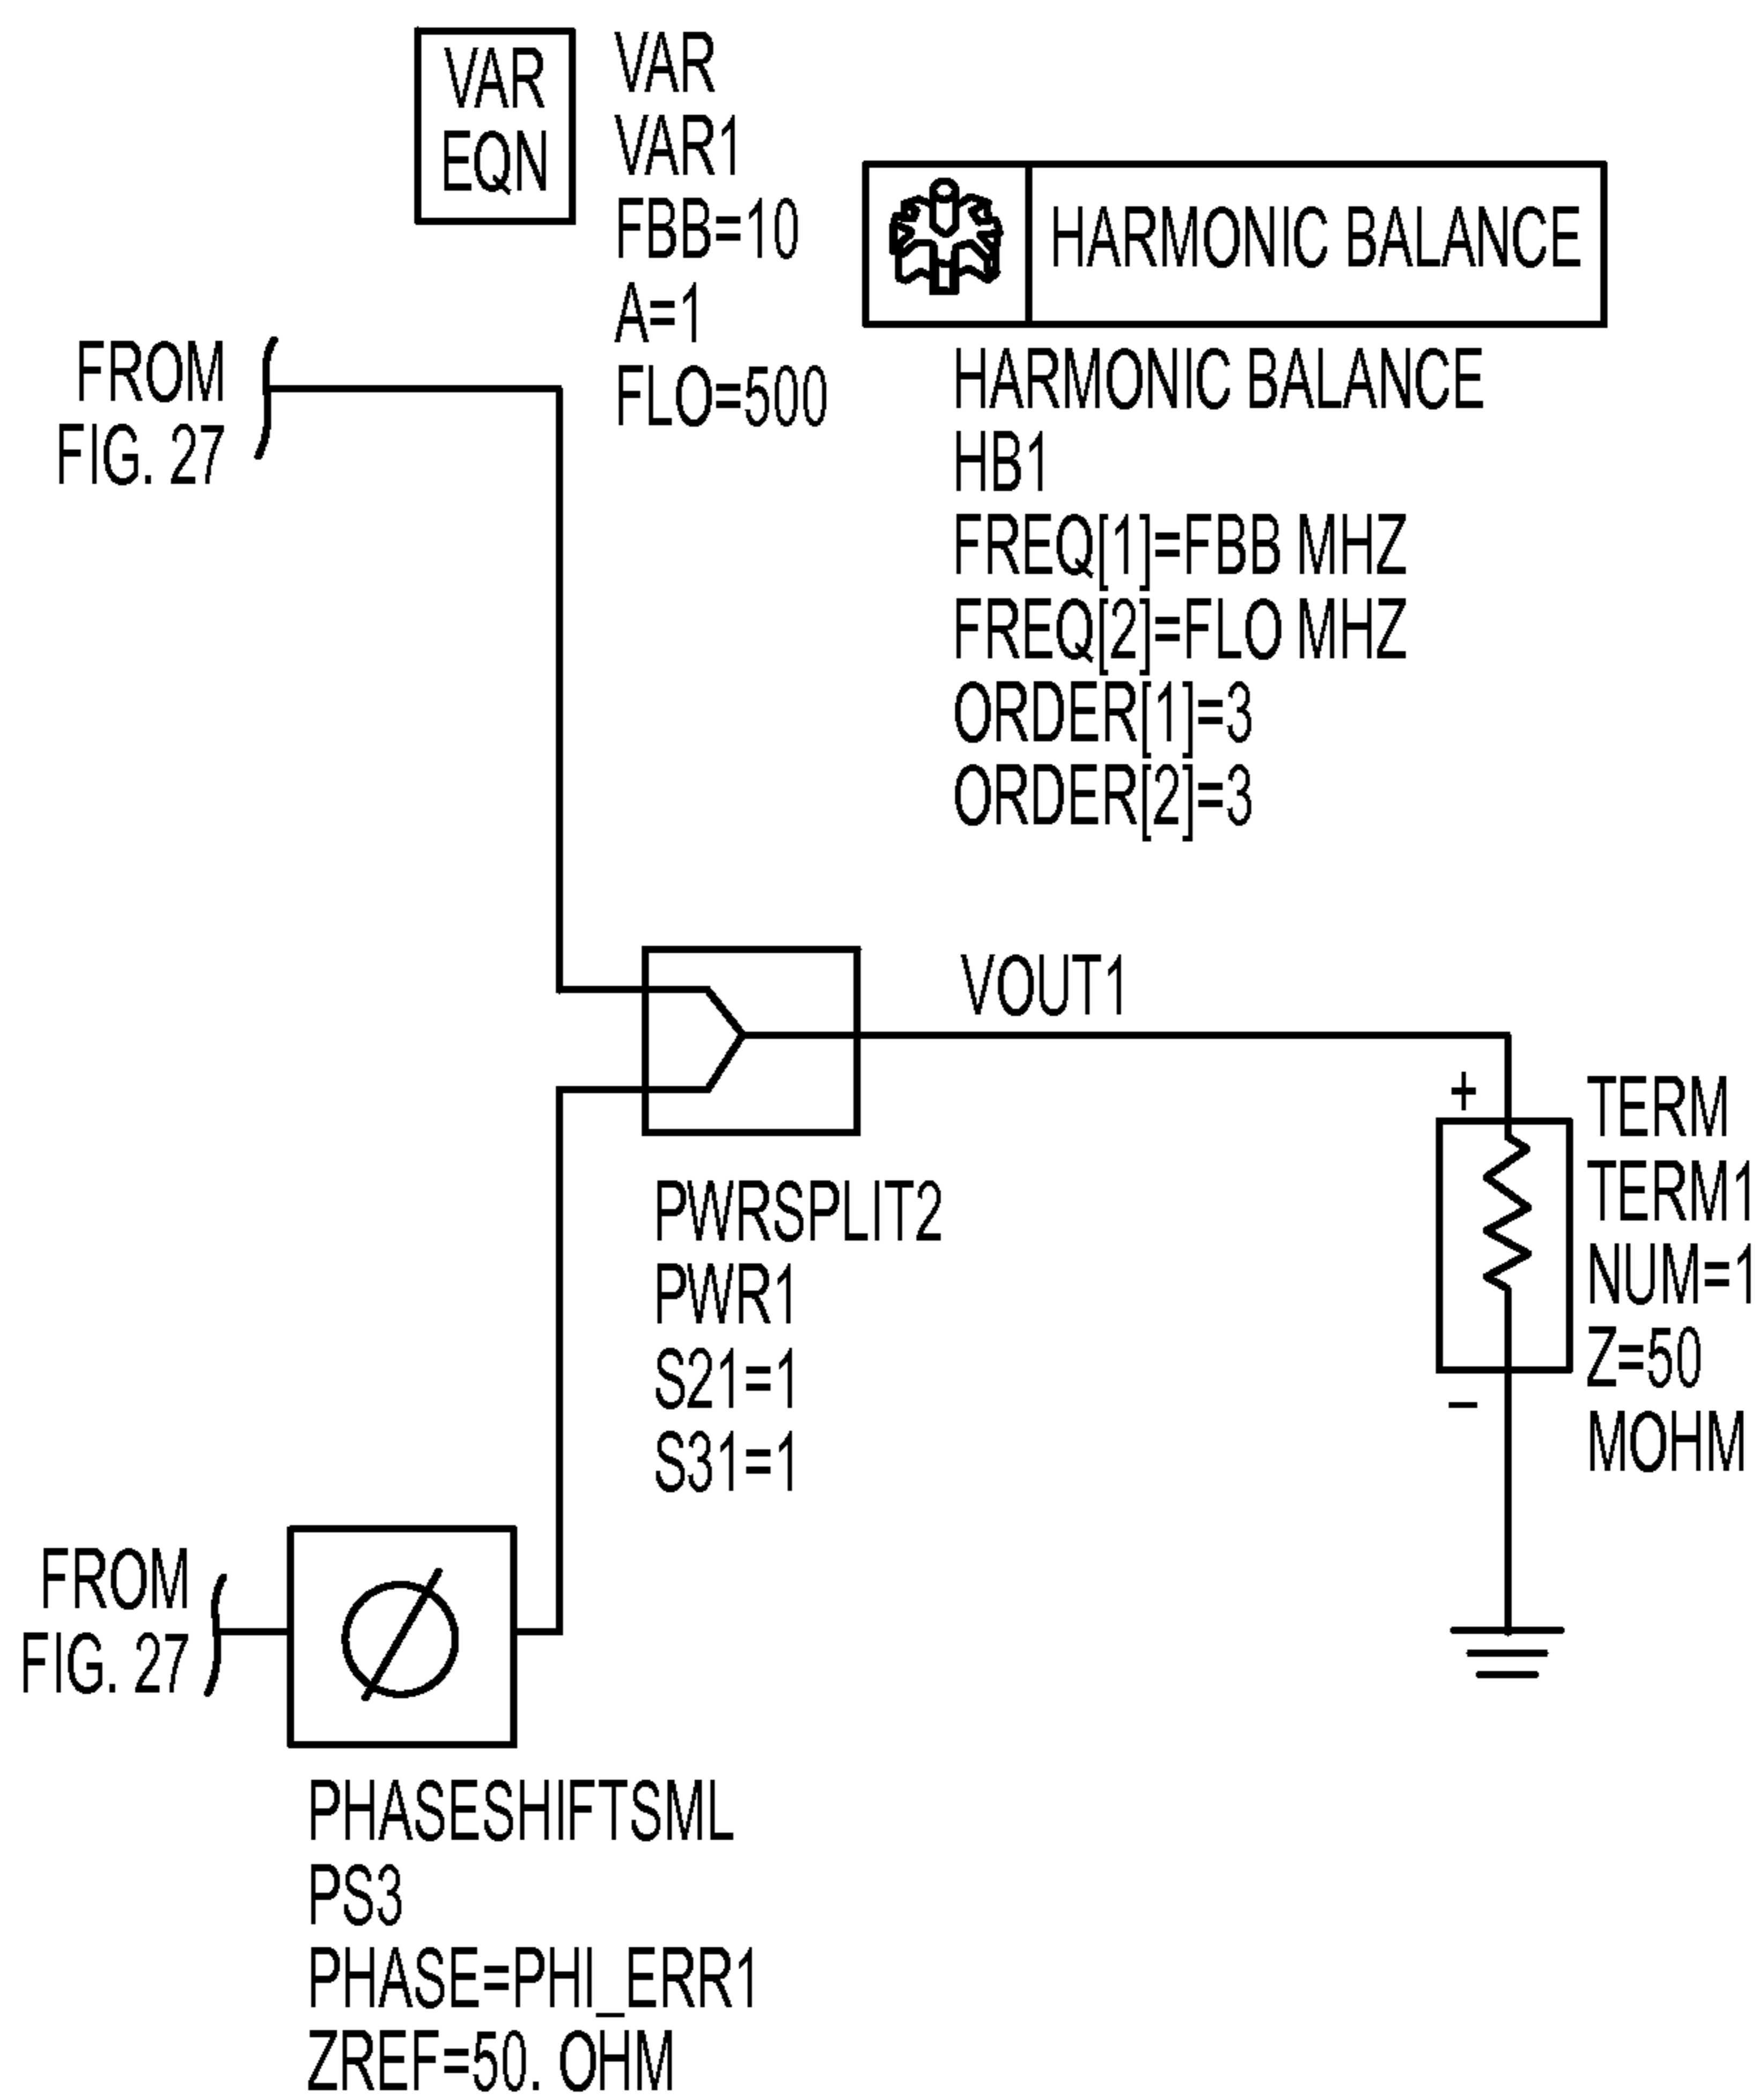 VAR
EQN
VAR
VAR1
FBB=10
A=1
FLO=500
HARMONIC BALANCE
HARMONIC BALANCE
HB1
FREQ[1]=FBB MHZ
FREQ[2]=FLO MHZ
ORDER[1]=3
ORDER[2]=3
FROM
FIG. 27
VOUT1
+
TERM
TERM1
NUM=1
Z=50
MOHM
–
PWRSPLIT2
PWR1
S21=1
S31=1
FROM
FIG. 27
Ø
PHASESHIFTSML
PS3
PHASE=PHI_ERR1
ZREF=50. OHM